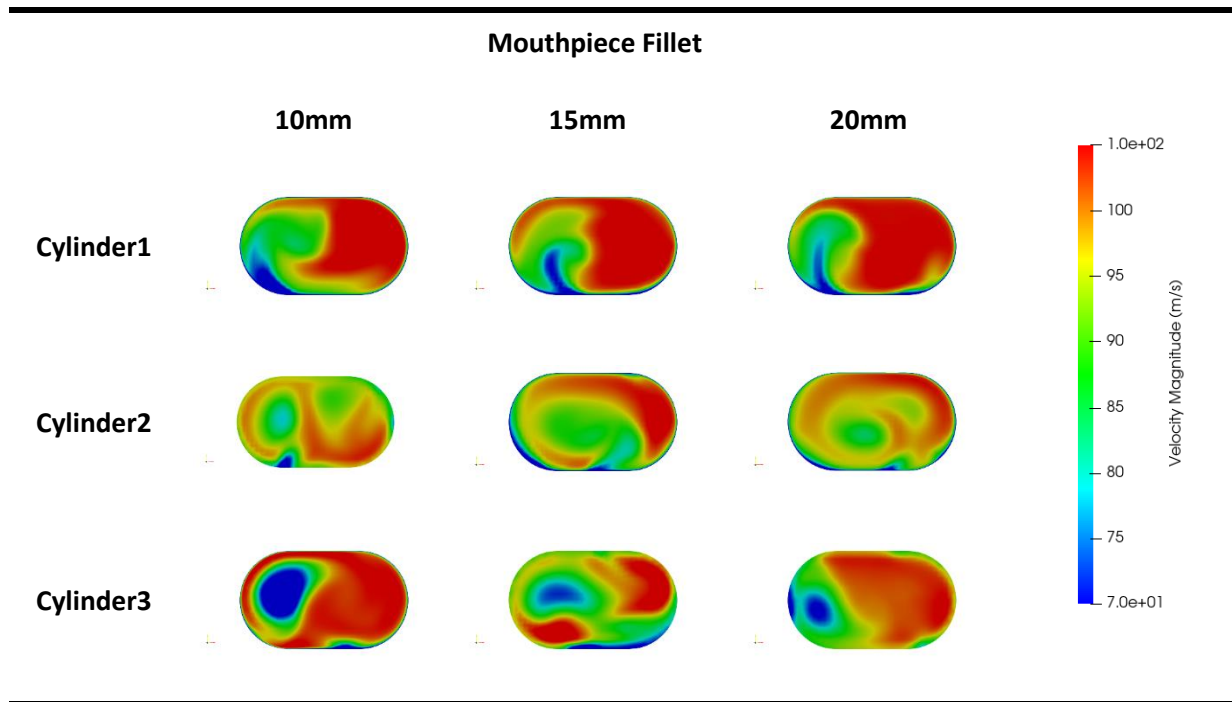 Mouthpiece Fillet
10mm 15mm 20mm
Cylinder1
Cylinder2
Cylinder3
1.0e+02
100
95
90
85
80
75
7.0e+01
Velocity Magnitude (m/s)